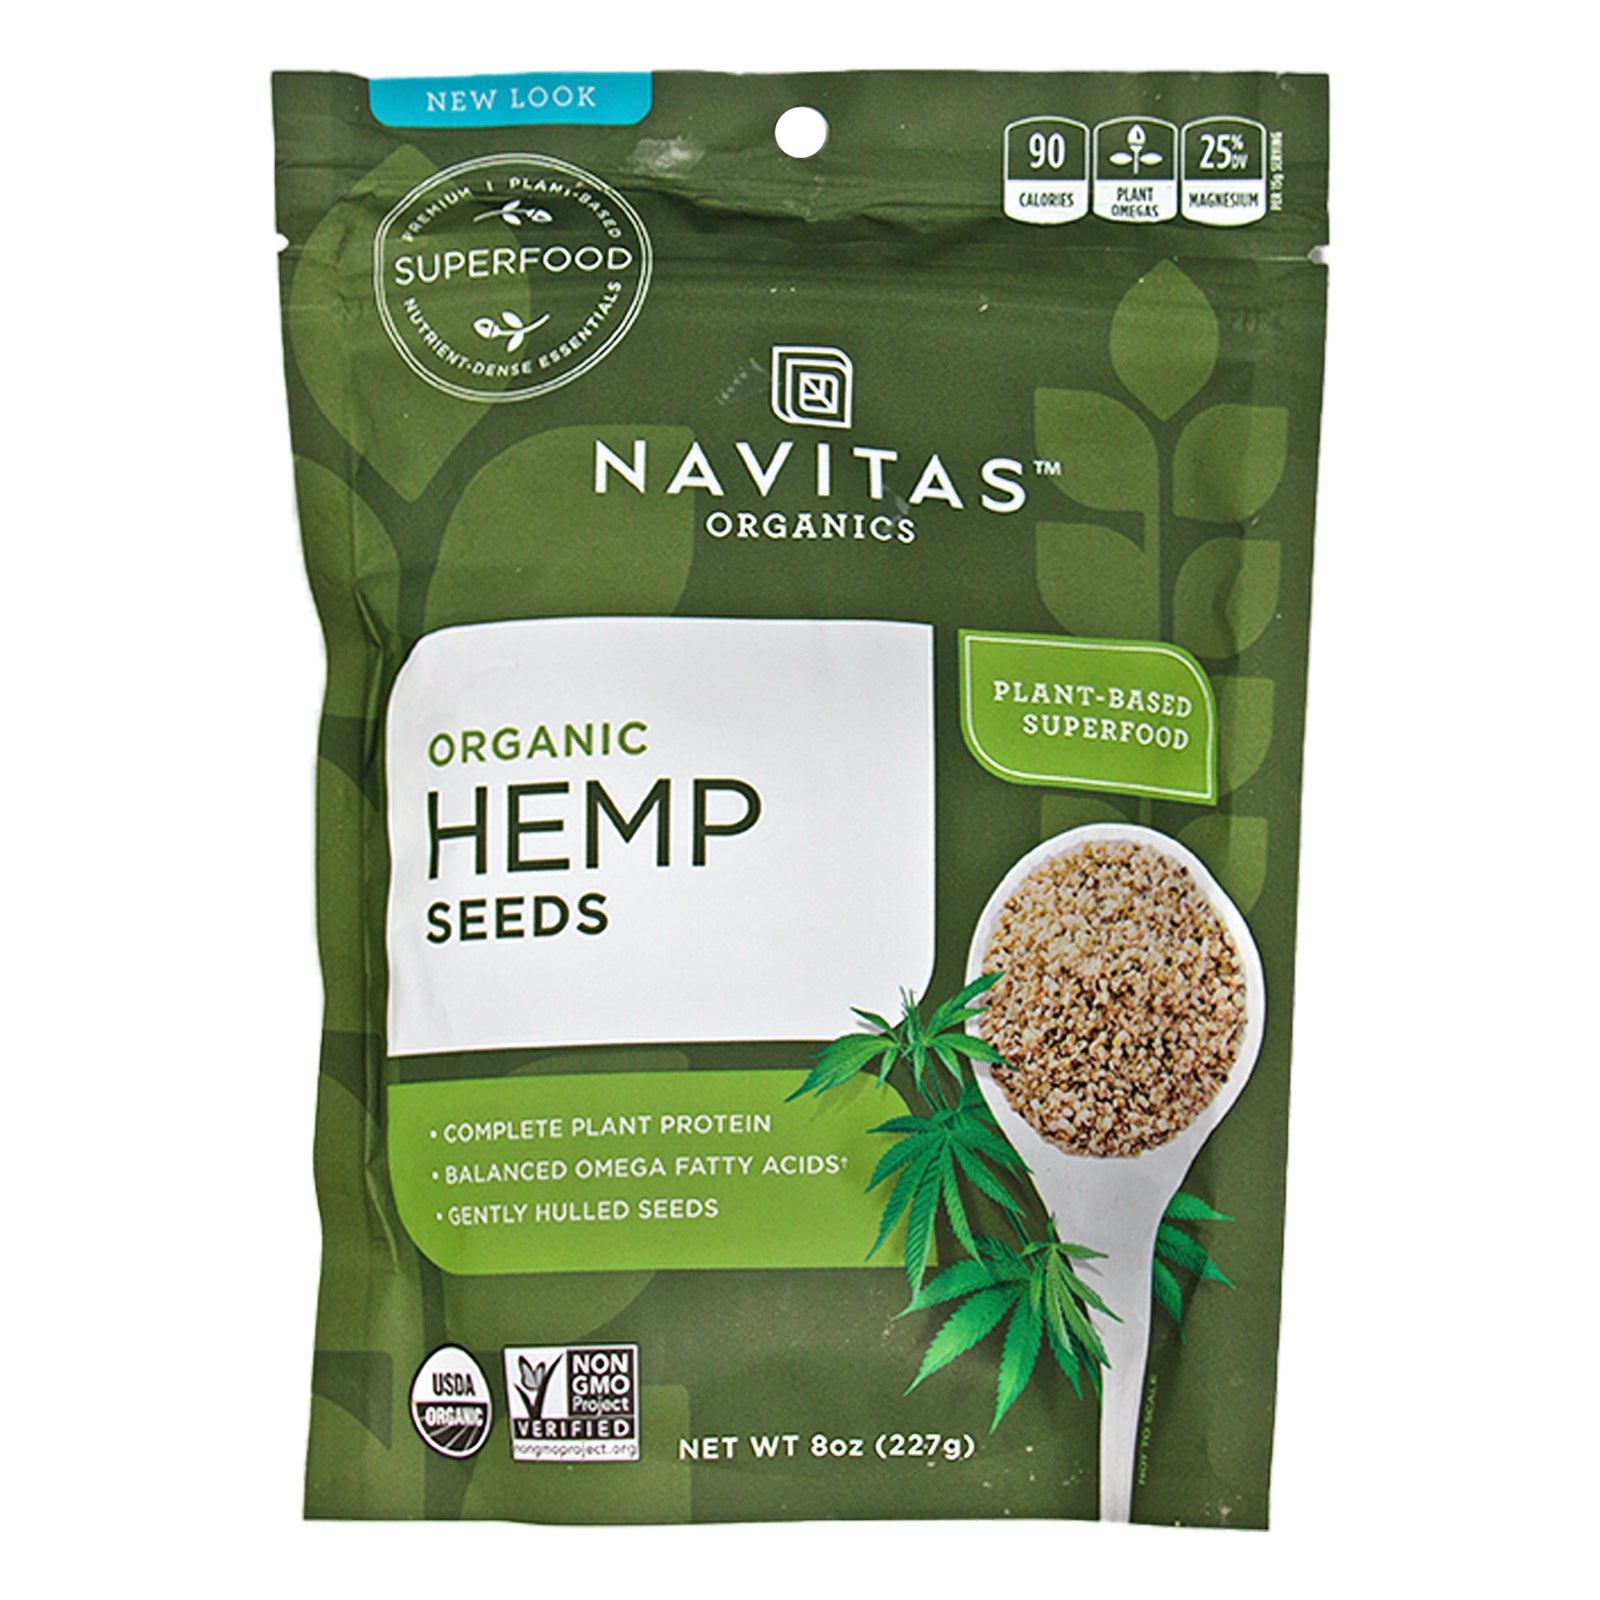 NEW LOOK
PREMIUM | PLANT-BASED
SUPERFOOD
NUTRIENT-DENSE ESSENTIALS
90
CALORIES
PLANT
OMEGAS
25% DV
MAGNESIUM
PER 15g SERVING
NAVITAS™
ORGANICS
ORGANIC
HEMP
SEEDS
PLANT-BASED
SUPERFOOD
• COMPLETE PLANT PROTEIN
• BALANCED OMEGA FATTY ACIDS†
• GENTLY HULLED SEEDS
USDA
ORGANIC
NON
GMO
Project
VERIFIED
nongmoproject.org
NET WT 8oz (227g)
NOT TO SCALE